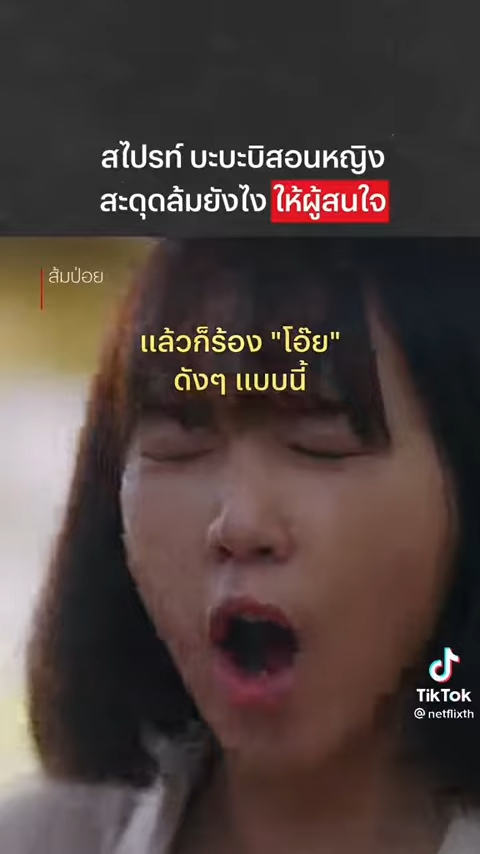 สไปรท์ บะบะบิสอนหญิง
สะดุดล้มยังไง ให้ผู้สนใจ
ส้มป่อย
แล้วก็ร้อง "โอ๊ย"
ดังๆ แบบนี้
TikTok
@netflixth